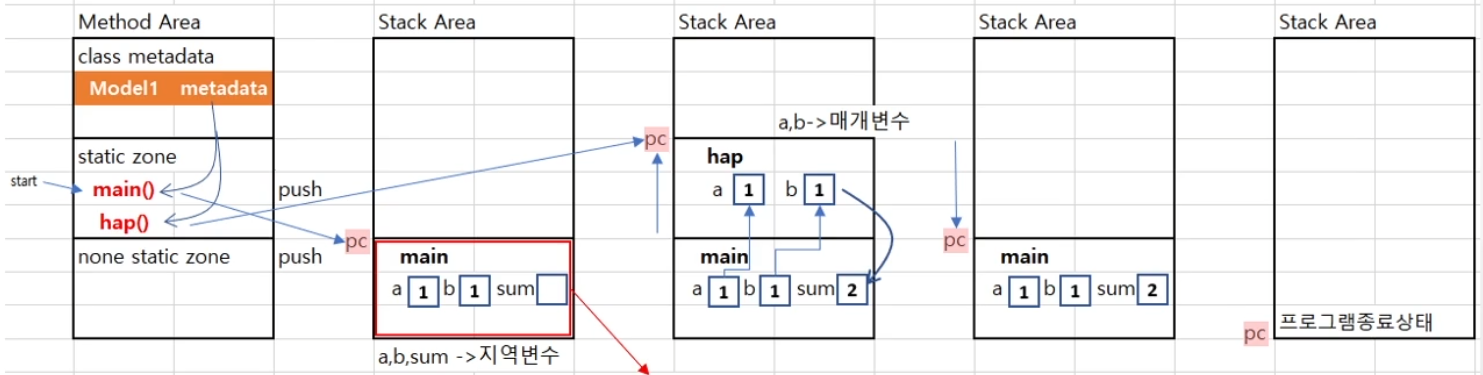 Method Area
class metadata
Model1 metadata
static zone
start
main()
hap()
push
none static zone
push
Stack Area
pc
main
a 1 b 1 sum
a,b,sum ->지역변수
Stack Area
a,b->매개변수
pc
hap
a 1 b 1
main
a 1 b 1 sum 2
Stack Area
pc
main
a 1 b 1 sum 2
Stack Area
pc
프로그램종료상태